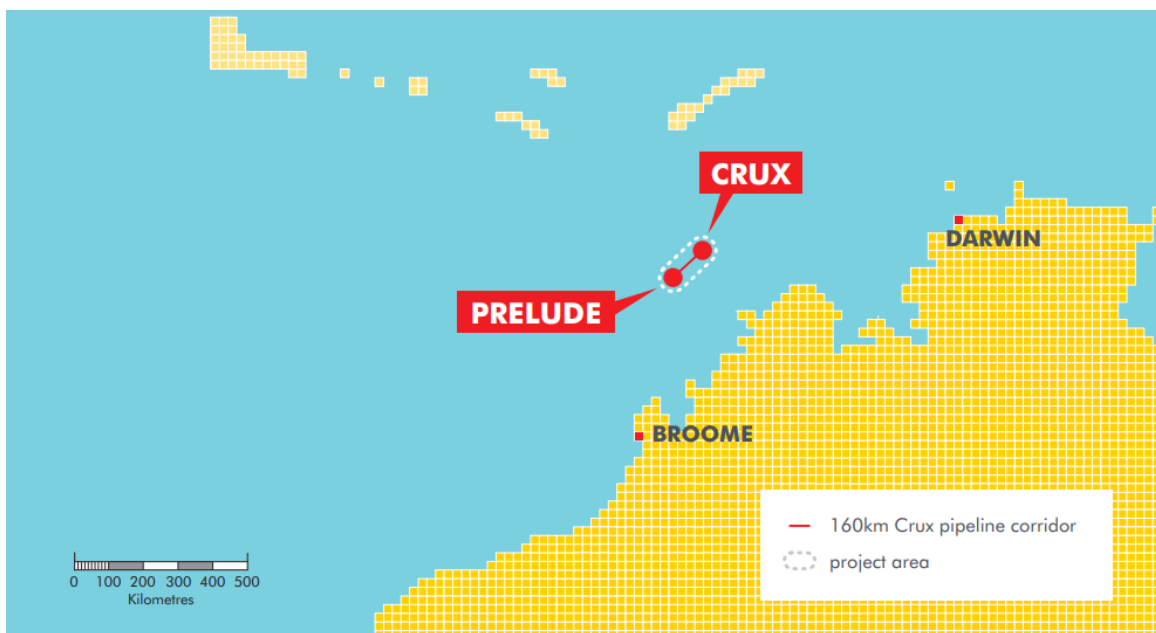 CRUX
DARWIN
PRELUDE
BROOME
160km Crux pipeline corridor
project area
0 100 200 300 400 500
Kilometres